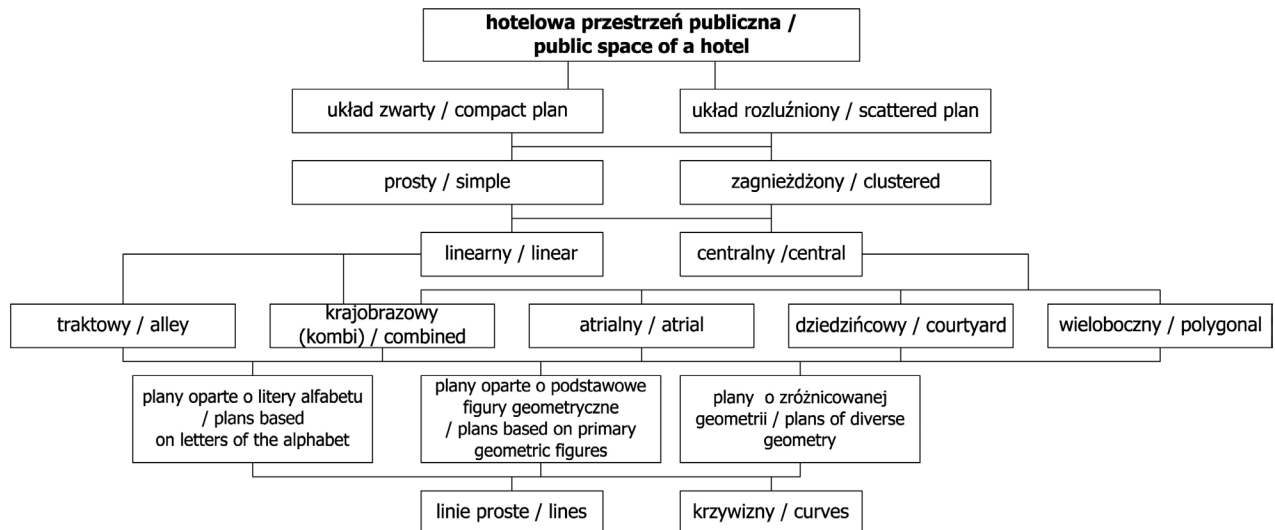 hotelowa przestrzeń publiczna /
public space of a hotel
układ zwarty / compact plan
układ rozluźniony / scattered plan
prosty / simple
zagnieżdżony / clustered
linearny / linear
centralny /central
traktowy / alley
krajobrazowy
(kombi) / combined
atrialny / atrial
dziedzińcowy / courtyard
wieloboczny / polygonal
plany oparte o litery alfabetu
/ plans based
on letters of the alphabet
plany oparte o podstawowe
figury geometryczne
/ plans based on primary
geometric figures
plany o zróżnicowanej
geometrii / plans of diverse
geometry
linie proste / lines
krzywizny / curves